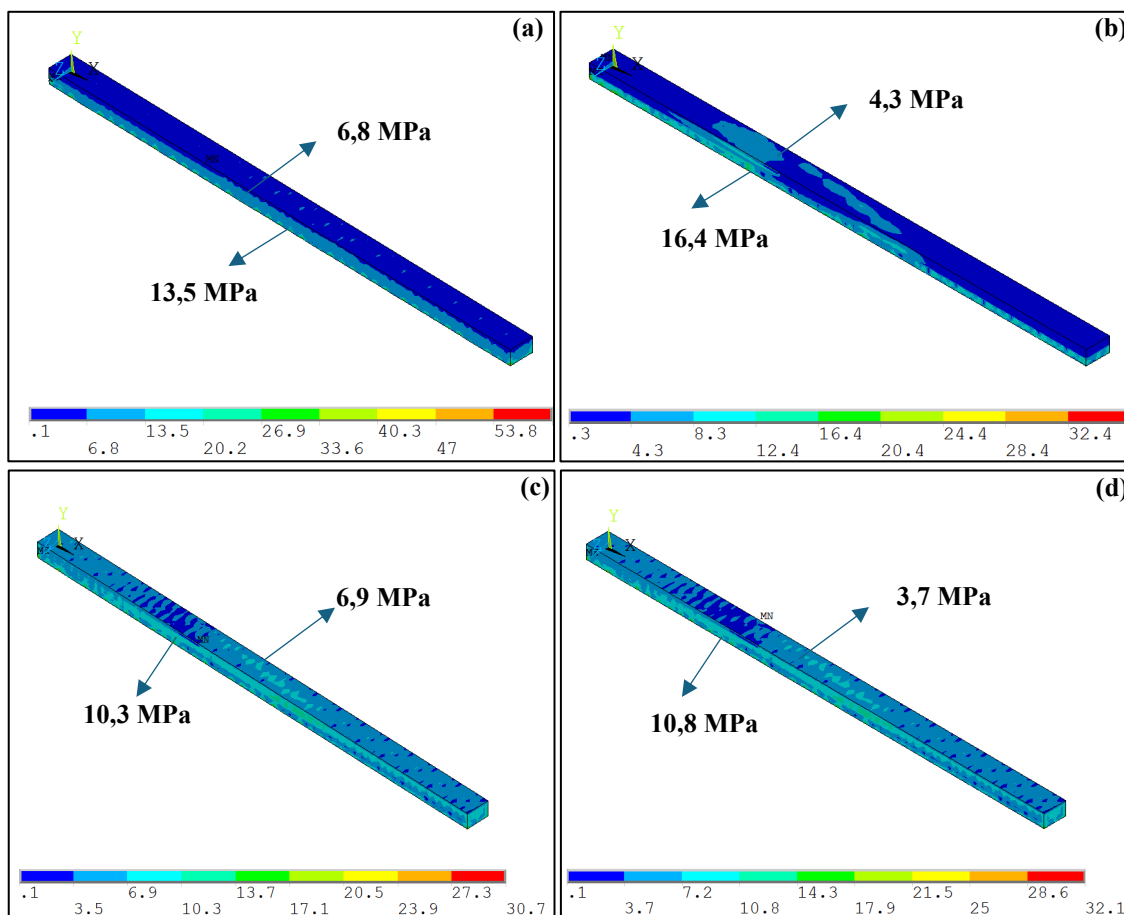 (a)
Y
Z
X
MN
6,8 MPa
13,5 MPa
.1 13.5 26.9 40.3 53.8
6.8 20.2 33.6 47
(b)
Y
Z
X
4,3 MPa
16,4 MPa
.3 8.3 16.4 24.4 32.4
4.3 12.4 20.4 28.4
(c)
Y
X
MN
6,9 MPa
10,3 MPa
.1 6.9 13.7 20.5 27.3
3.5 10.3 17.1 23.9 30.7
(d)
Y
X
MN
3,7 MPa
10,8 MPa
.1 7.2 14.3 21.5 28.6
3.7 10.8 17.9 25 32.1